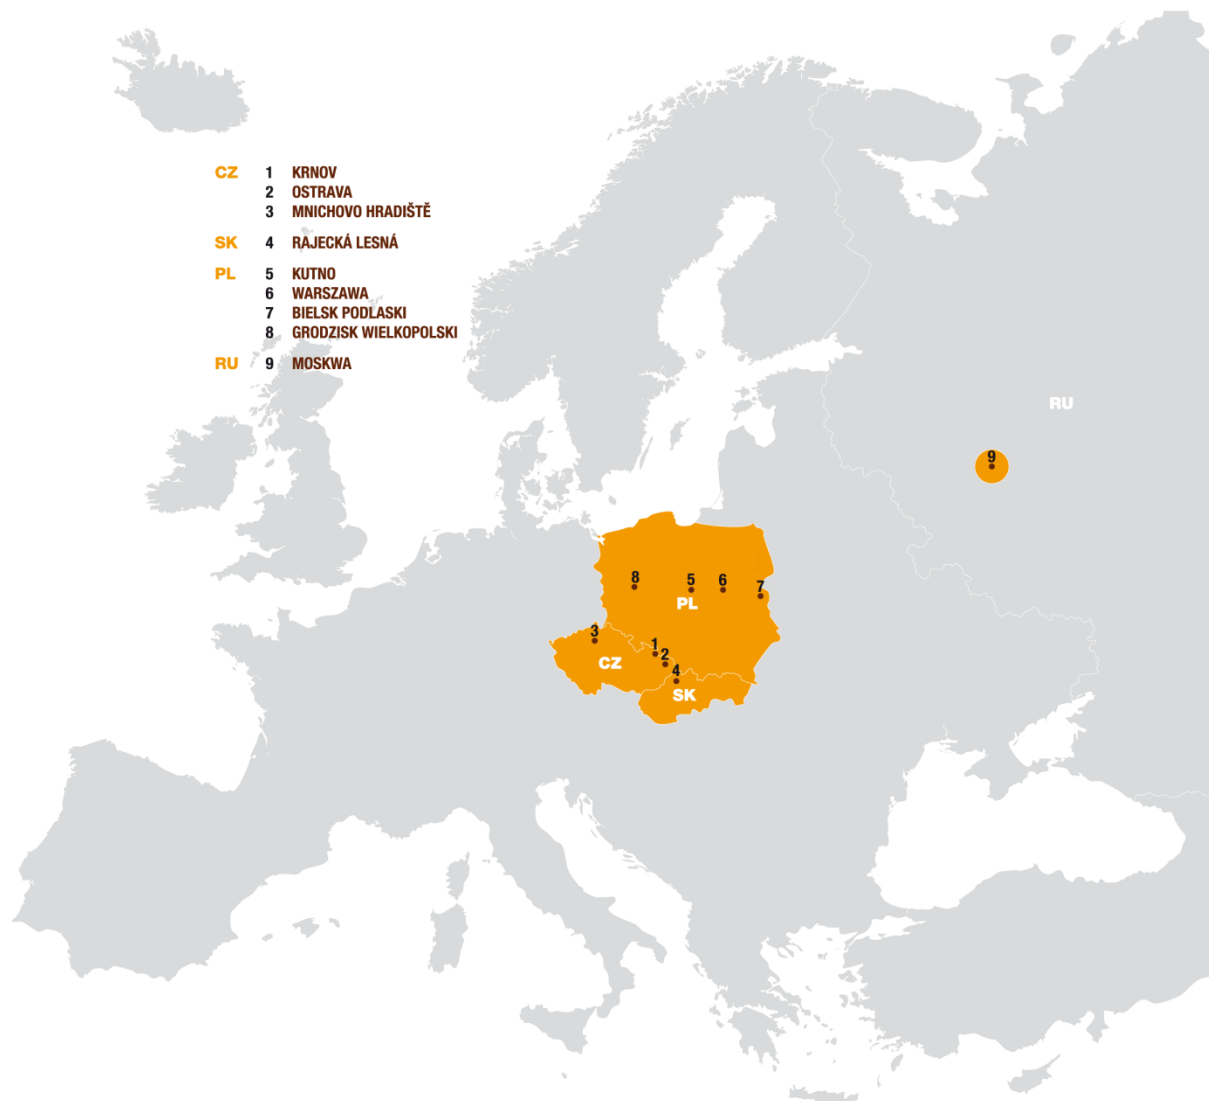 CZ 1 KRNOV
2 OSTRAVA
3 MNICHOVO HRADIŠTĚ
SK 4 RAJECKÁ LESNÁ
PL 5 KUTNO
6 WARSZAWA
7 BIELSK PODLASKI
8 GRODZISK WIELKOPOLSKI
RU 9 MOSKWA
RU
9
8 5 6 7
PL
3 1
CZ 2
4
SK